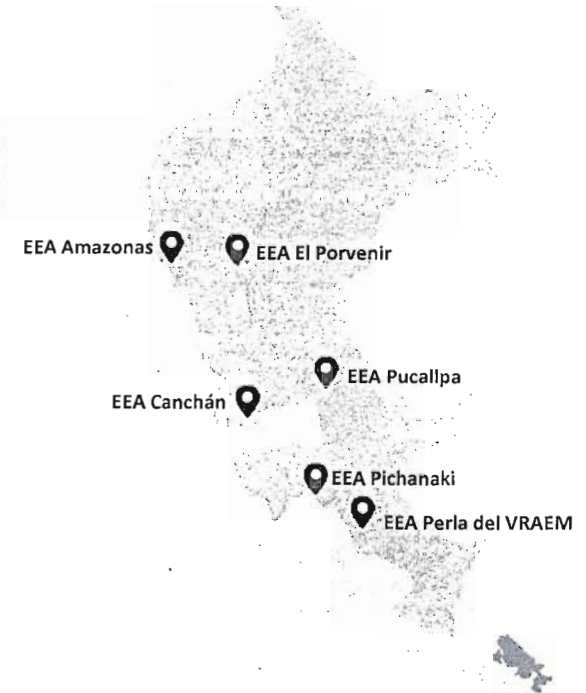 EEA Amazonas
EEA El Porvenir
EEA Pucallpa
EEA Canchán
EEA Pichanaki
EEA Perla del VRAEM